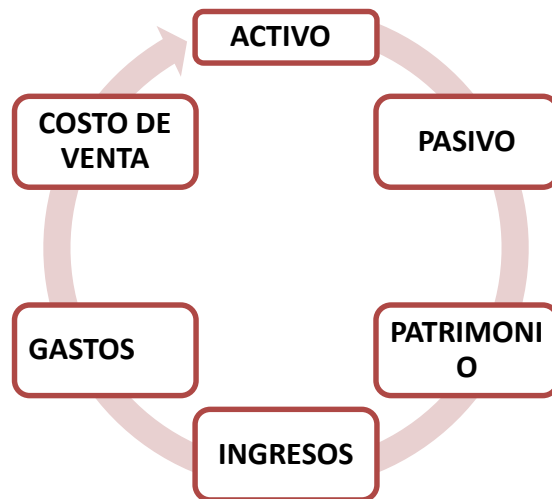 ACTIVO
PASIVO
PATRIMONI
O
INGRESOS
GASTOS
COSTO DE
VENTA